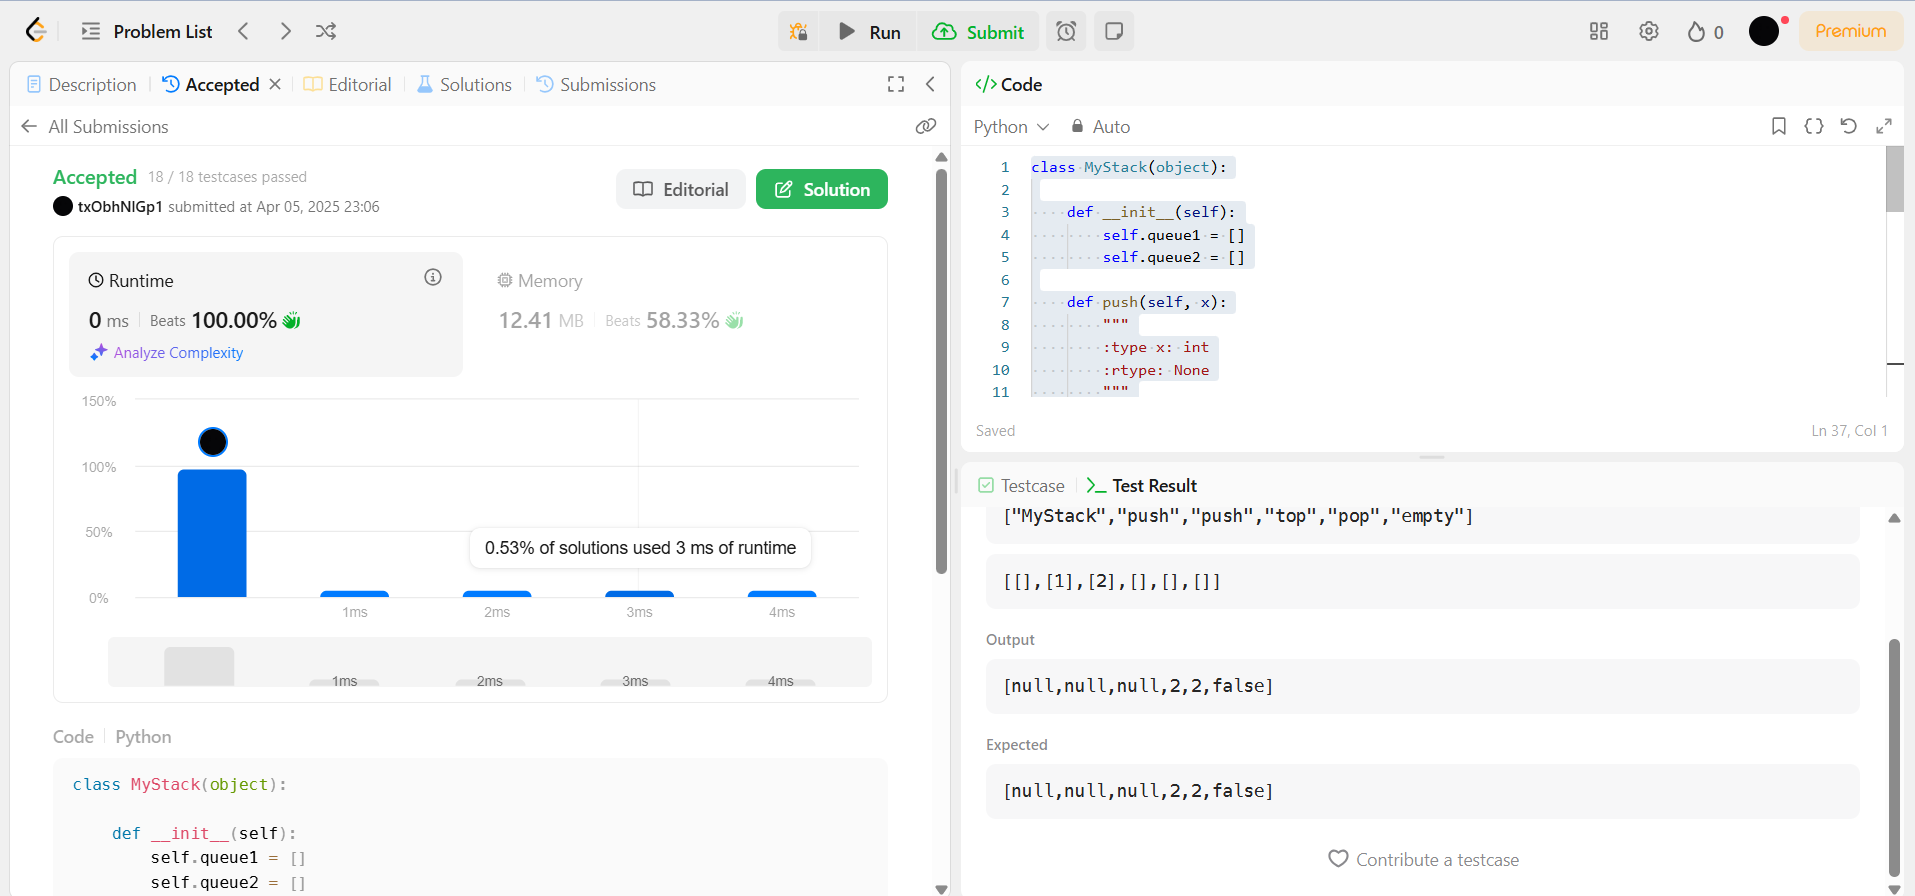 Problem List
Run
Submit
0
Premium
Description
Accepted
Editorial
Solutions
Submissions
All Submissions
Accepted 18 / 18 testcases passed
txObhNlGp1 submitted at Apr 05, 2025 23:06
Editorial
Solution
Runtime
0 ms Beats 100.00%
Analyze Complexity
Memory
12.41 MB Beats 58.33%
150%
100%
50%
0%
0.53% of solutions used 3 ms of runtime
1ms 2ms 3ms 4ms
1ms 2ms 3ms 4ms
Code Python
class MyStack(object):
def __init__(self):
self.queue1 = []
self.queue2 = []
</> Code
Python
Auto
1 class MyStack(object):
2
3 def __init__(self):
4 self.queue1 = []
5 self.queue2 = []
6
7 def push(self, x):
8 """
9 :type x: int
10 :rtype: None
11 """
Saved
Ln 37, Col 1
Testcase
Test Result
["MyStack","push","push","top","pop","empty"]
[[],[1],[2],[],[],[]]
Output
[null,null,null,2,2,false]
Expected
[null,null,null,2,2,false]
Contribute a testcase